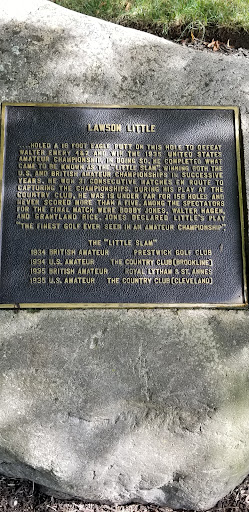 LAWSON LITTLE
...HOLED A 18 FOOT EAGLE PUTT ON THIS HOLE TO DEFEAT
WALTER EMERY 4&2 AND WIN THE 1935 UNITED STATES
AMATEUR CHAMPIONSHIP. IN DOING SO, HE COMPLETED WHAT
CAME TO BE KNOWN AS THE "LITTLE SLAM", WINNING BOTH THE
U.S. AND BRITISH AMATEUR CHAMPIONSHIPS IN SUCCESSIVE
YEARS. HE WON 31 CONSECUTIVE MATCHES EN ROUTE TO
CAPTURING THE CHAMPIONSHIPS. DURING HIS PLAY AT THE
COUNTRY CLUB, HE WAS 13 UNDER PAR FOR 156 HOLES AND
NEVER SCORED MORE THAN A FIVE. AMONG THE SPECTATORS
FOR THE FINAL MATCH WERE BOBBY JONES, WALTER HAGEN,
AND GRANTLAND RICE. JONES DECLARED LITTLE'S PLAY
"THE FINEST GOLF EVER SEEN IN AN AMATEUR CHAMPIONSHIP".
THE "LITTLE SLAM"
1934 BRITISH AMATEUR PRESTWICK GOLF CLUB
1934 U.S. AMATEUR THE COUNTRY CLUB (BROOKLINE)
1935 BRITISH AMATEUR ROYAL LYTHAM & ST. ANNES
1935 U.S. AMATEUR THE COUNTRY CLUB (CLEVELAND)